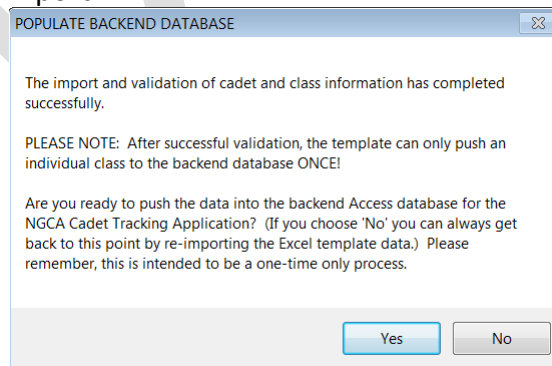 POPULATE BACKEND DATABASE
The import and validation of cadet and class information has completed
successfully.
PLEASE NOTE: After successful validation, the template can only push an
individual class to the backend database ONCE!
Are you ready to push the data into the backend Access database for the
NGCA Cadet Tracking Application? (If you choose 'No' you can always get
back to this point by re-importing the Excel template data.) Please
remember, this is intended to be a one-time only process.
Yes No